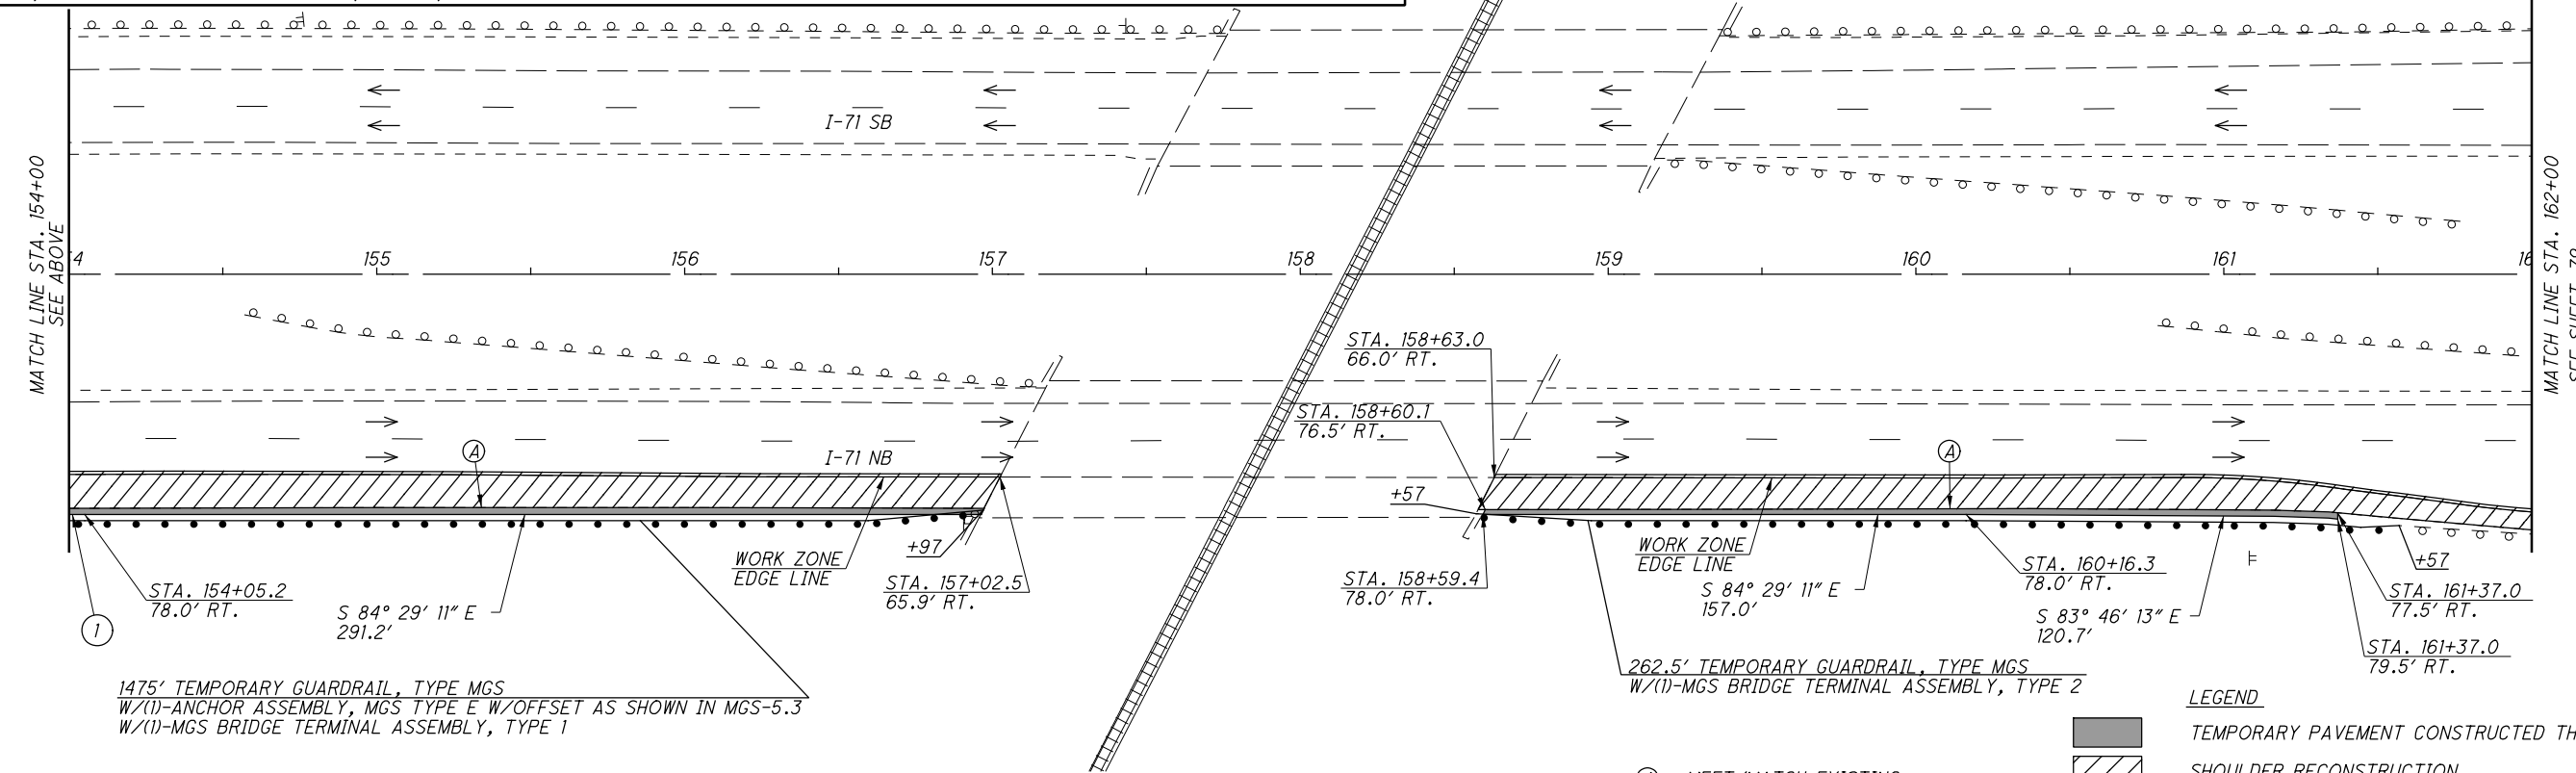 MATCH LINE STA. 154+00
SEE ABOVE
I-71 SB
155
156
157
158
159
160
161
MATCH LINE STA. 162+00
STA. 158+63.0
66.0' RT.
STA. 158+60.1
76.5' RT.
A
I-71 NB
A
+57
+97
WORK ZONE
EDGE LINE
STA. 154+05.2
78.0' RT.
1
S 84° 29' 11" E
291.2'
STA. 157+02.5
65.9' RT.
STA. 158+59.4
78.0' RT.
WORK ZONE
EDGE LINE
S 84° 29' 11" E
157.0'
STA. 160+16.3
78.0' RT.
+57
S 83° 46' 13" E
120.7'
STA. 161+37.0
77.5' RT.
STA. 161+37.0
79.5' RT.
1475' TEMPORARY GUARDRAIL, TYPE MGS
W/(1)-ANCHOR ASSEMBLY, MGS TYPE E W/OFFSET AS SHOWN IN MGS-5.3
W/(1)-MGS BRIDGE TERMINAL ASSEMBLY, TYPE 1
262.5' TEMPORARY GUARDRAIL, TYPE MGS
W/(1)-MGS BRIDGE TERMINAL ASSEMBLY, TYPE 2
LEGEND
TEMPORARY PAVEMENT CONSTRUCTED TH
SHOULDER RECONSTRUCTION